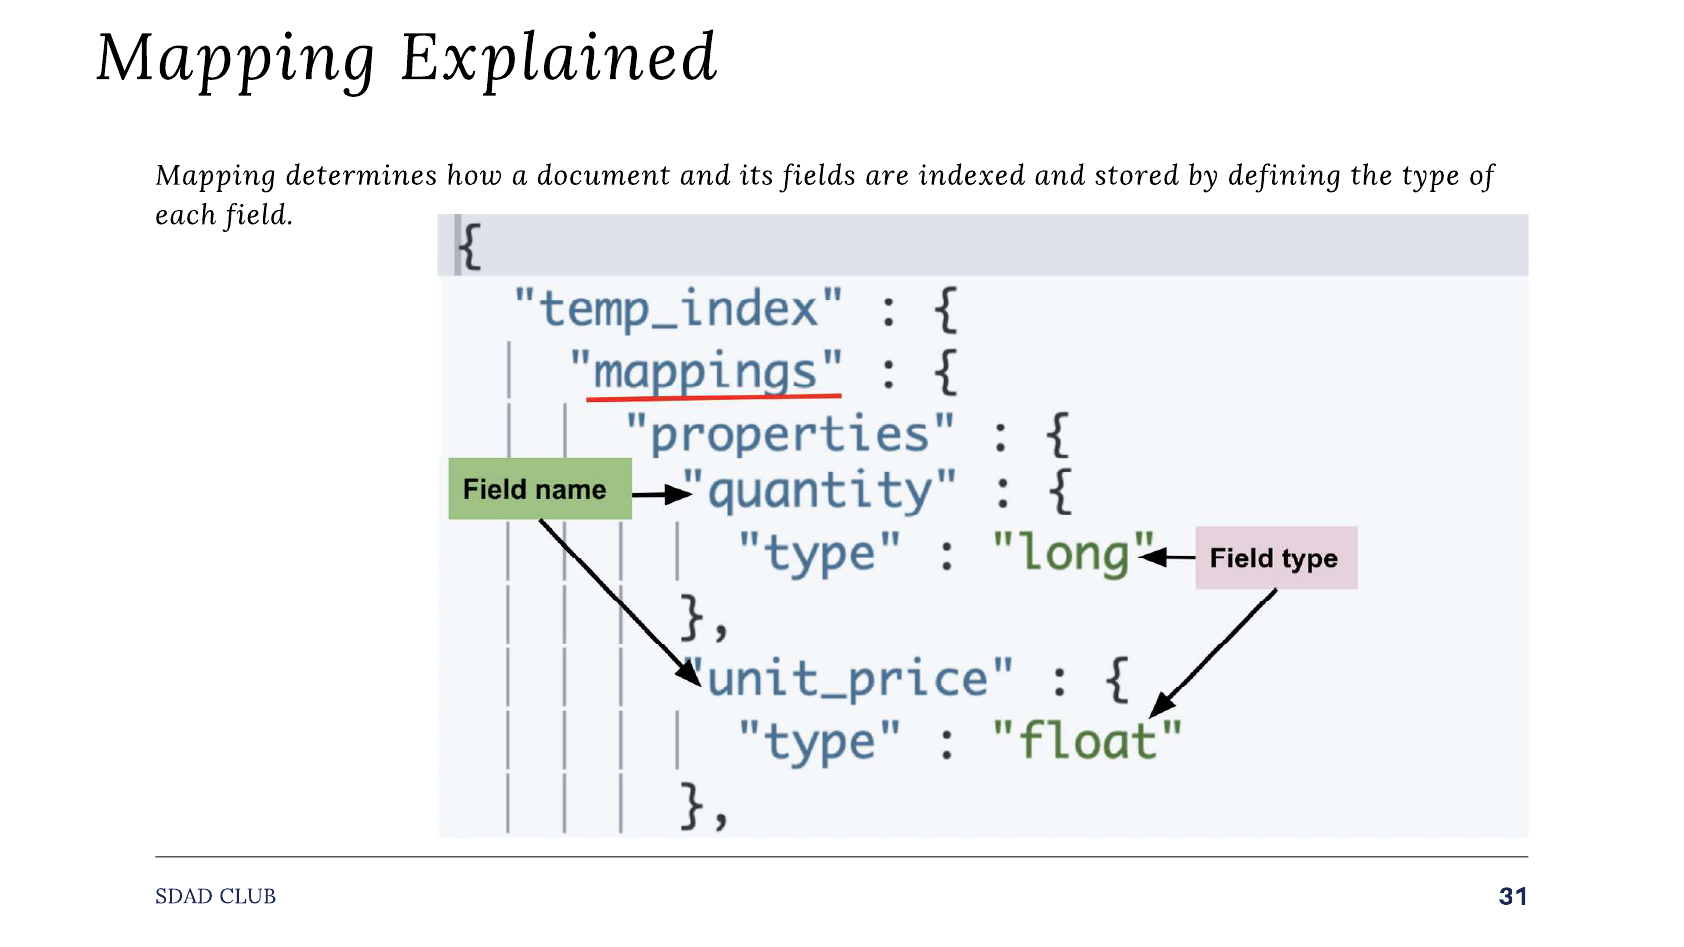 Mapping Explained
Mapping determines how a document and its fields are indexed and stored by defining the type of
each field.
{
"temp_index" : {
"mappings" : {
"properties" : {
Field name
"quantity" : {
"type" : "long"
Field type
},
"unit_price" : {
"type" : "float"
},
SDAD CLUB
31